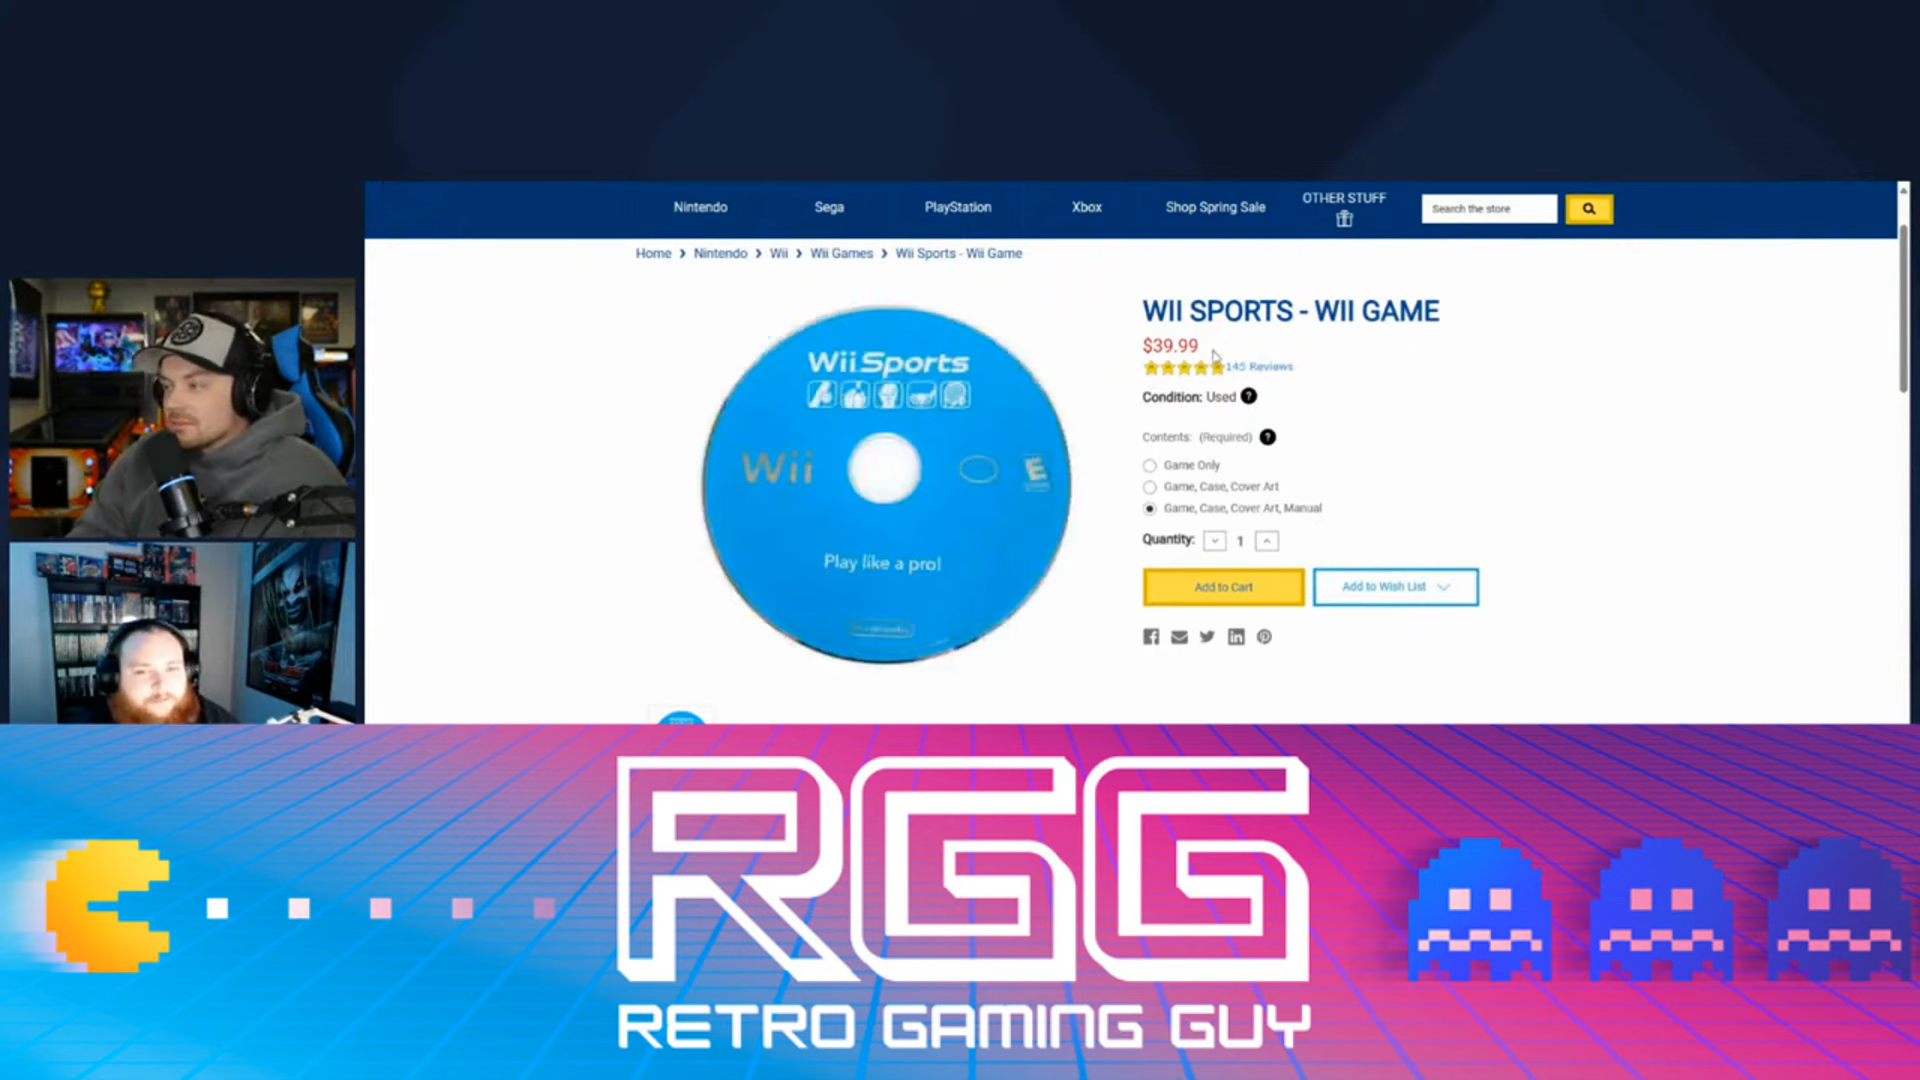 Nintendo
Sega
PlayStation
Xbox
Shop Spring Sale
OTHER STUFF
Search the store
Home > Nintendo > Wii > Wii Games > Wii Sports - Wii Game
WiiSports
Wii
E
Play like a pro!
WII SPORTS - WII GAME
$39.99
145 Reviews
Condition: Used ?
Contents: (Required) ?
Game Only
Game, Case, Cover Art
Game, Case, Cover Art, Manual
Quantity: 1
Add to Cart
Add to Wish List
RGG
RETRO GAMING GUY